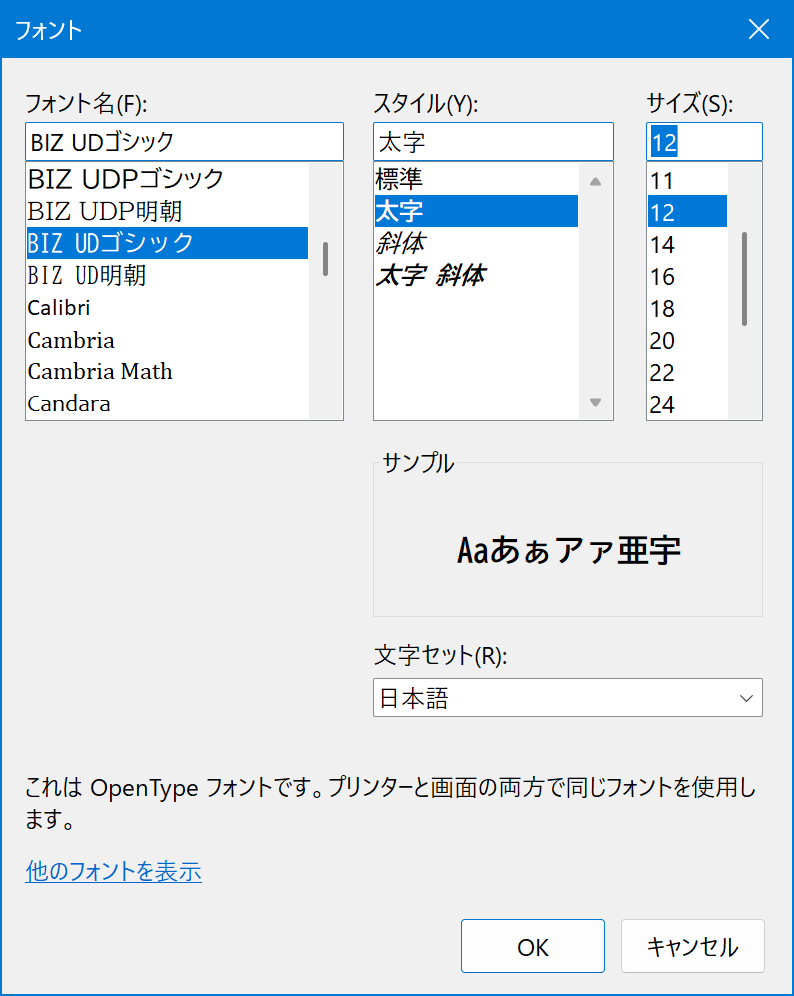 フォント
フォント名(F):
BIZ UDゴシック
BIZ UDPゴシック
BIZ UDP明朝
BIZ UDゴシック
BIZ UD明朝
Calibri
Cambria
Cambria Math
Candara
スタイル(Y):
太字
標準
太字
斜体
太字 斜体
サイズ(S):
12
11
12
14
16
18
20
22
24
サンプル
Aaあぁアァ亜宇
文字セット(R):
日本語
これは OpenType フォントです。プリンターと画面の両方で同じフォントを使用し
ます。
他のフォントを表示
OK
キャンセル